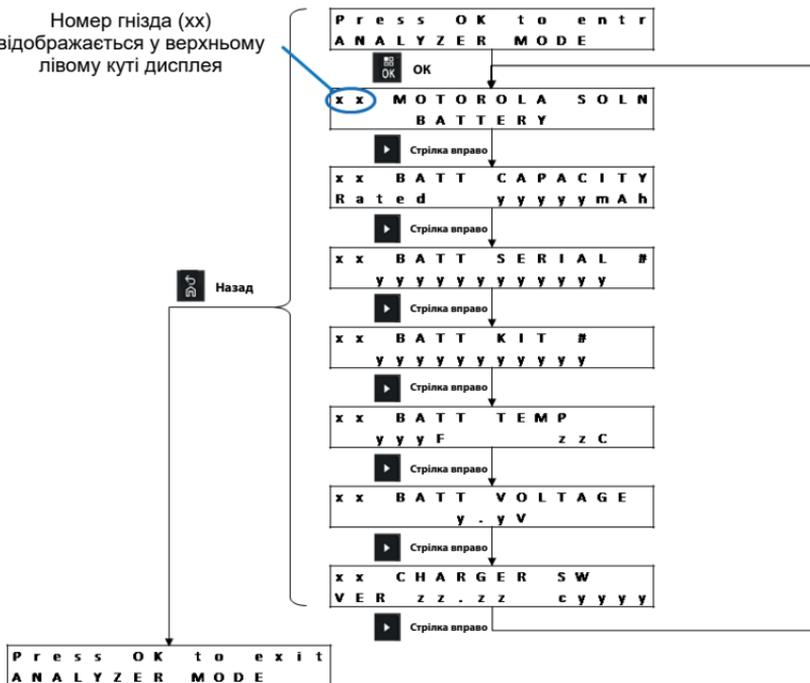 Номер гнізда (xx)
відображається у верхньому
лівому куті дисплея
Press OK to entr
ANALYZER MODE
OK OK
xx MOTOROLA SOLN
BATTERY
Стрілка вправо
xx BATT CAPACITY
Rated yyyyymAh
Стрілка вправо
xx BATT SERIAL #
yyyyyyyyyyy
Стрілка вправо
Назад
xx BATT KIT #
yyyyyyyyyy
Стрілка вправо
xx BATT TEMP
yyyF zzC
Стрілка вправо
xx BATT VOLTAGE
y.yV
Стрілка вправо
xx CHARGER SW
VER zz.zz cyyyy
Стрілка вправо
Press OK to exit
ANALYZER MODE